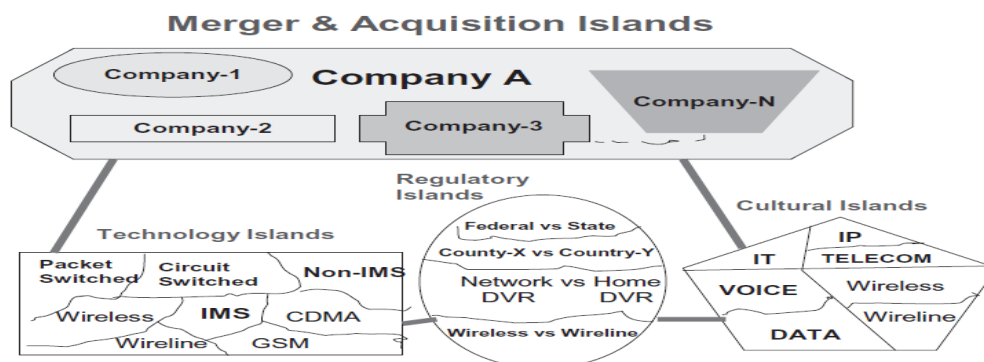 Merger & Acquisition Islands
Company-1
Company A
Company-N
Company-2
Company-3
Regulatory
Islands
Technology Islands
Cultural Islands
Packet
Switched
Circuit
Switched
Non-IMS
Wireless
IMS
CDMA
Wireline
GSM
Federal vs State
County-X vs Country-Y
Network vs Home
DVR DVR
Wireless vs Wireline
IP
IT
TELECOM
VOICE
Wireless
Wireline
DATA